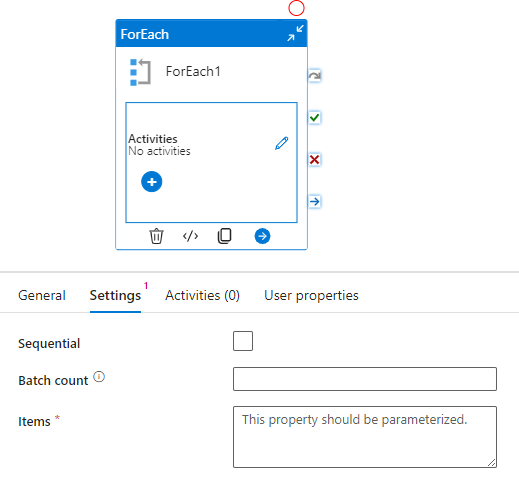 ForEach
ForEach1
Activities
No activities
General
Settings 1
Activities (0)
User properties
Sequential
Batch count
Items *
This property should be parameterized.